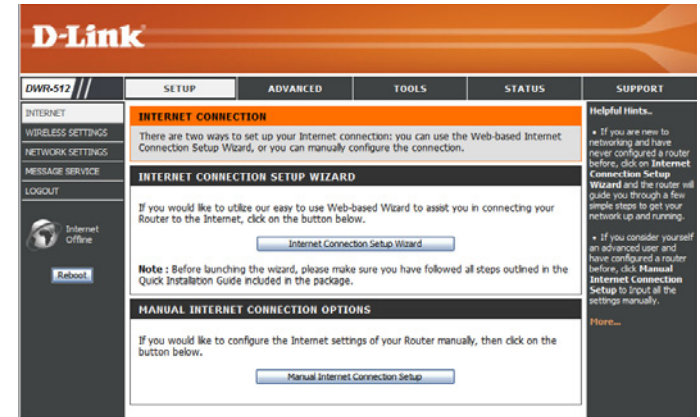 D-Link
DWR-512 // SETUP ADVANCED TOOLS STATUS SUPPORT
INTERNET
WIRELESS SETTINGS
NETWORK SETTINGS
MESSAGE SERVICE
LOGOUT
Internet
Offline
Reboot
INTERNET CONNECTION
There are two ways to set up your Internet connection: you can use the Web-based Internet
Connection Setup Wizard, or you can manually configure the connection.
INTERNET CONNECTION SETUP WIZARD
If you would like to utilize our easy to use Web-based Wizard to assist you in connecting your
Router to the Internet, click on the button below.
Internet Connection Setup Wizard
Note : Before launching the wizard, please make sure you have followed all steps outlined in the
Quick Installation Guide included in the package.
MANUAL INTERNET CONNECTION OPTIONS
If you would like to configure the Internet settings of your Router manually, then click on the
button below.
Manual Internet Connection Setup
Helpful Hints..
• If you are new to
networking and have
never configured a router
before, click on Internet
Connection Setup
Wizard and the router will
guide you through a few
simple steps to get your
network up and running.
• If you consider yourself
an advanced user and
have configured a router
before, click Manual
Internet Connection
Setup to Input all the
settings manually.
More...